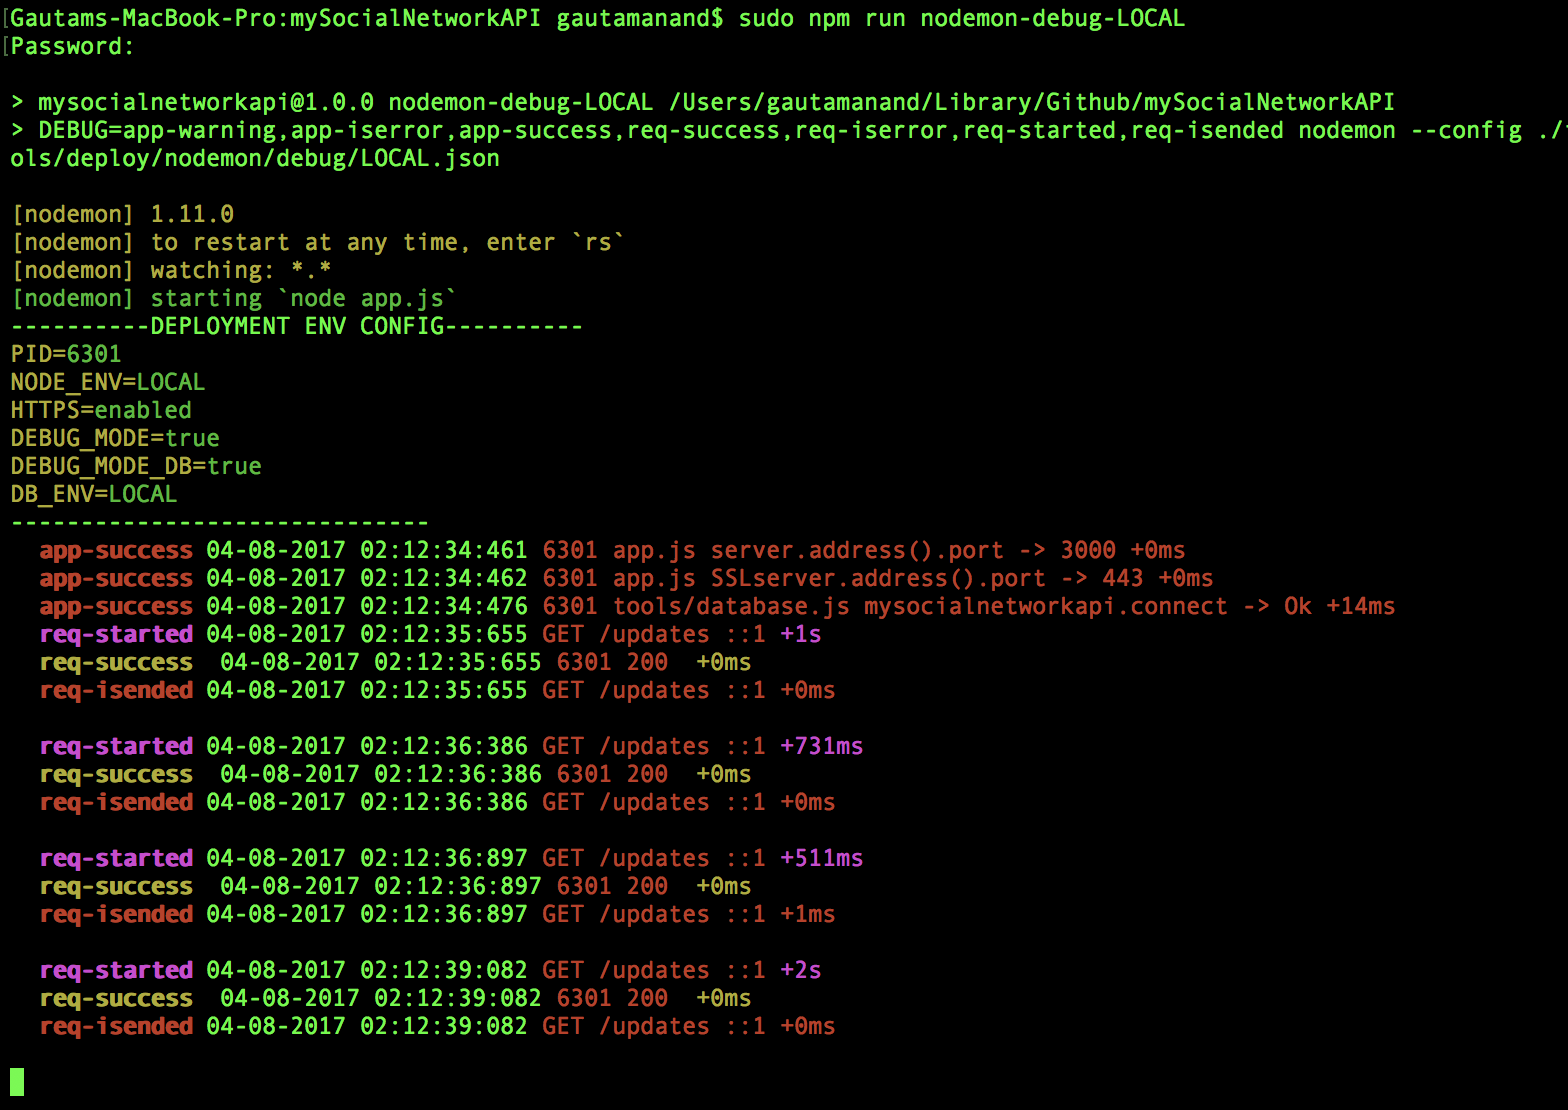 [Gautams-MacBook-Pro:mySocialNetworkAPI gautamanand$ sudo npm run nodemon-debug-LOCAL
[Password:
> mysocialnetworkapi@1.0.0 nodemon-debug-LOCAL /Users/gautamanand/Library/Github/mySocialNetworkAPI
> DEBUG=app-warning,app-iserror,app-success,req-success,req-iserror,req-started,req-isended nodemon --config ./
ols/deploy/nodemon/debug/LOCAL.json
[nodemon] 1.11.0
[nodemon] to restart at any time, enter `rs`
[nodemon] watching: *.*
[nodemon] starting `node app.js`
----------DEPLOYMENT ENV CONFIG----------
PID=6301
NODE_ENV=LOCAL
HTTPS=enabled
DEBUG_MODE=true
DEBUG_MODE_DB=true
DB_ENV=LOCAL
------------------------------
app-success 04-08-2017 02:12:34:461 6301 app.js server.address().port -> 3000 +0ms
app-success 04-08-2017 02:12:34:462 6301 app.js SSLserver.address().port -> 443 +0ms
app-success 04-08-2017 02:12:34:476 6301 tools/database.js mysocialnetworkapi.connect -> Ok +14ms
req-started 04-08-2017 02:12:35:655 GET /updates ::1 +1s
req-success  04-08-2017 02:12:35:655 6301 200  +0ms
req-isended 04-08-2017 02:12:35:655 GET /updates ::1 +0ms
req-started 04-08-2017 02:12:36:386 GET /updates ::1 +731ms
req-success  04-08-2017 02:12:36:386 6301 200  +0ms
req-isended 04-08-2017 02:12:36:386 GET /updates ::1 +0ms
req-started 04-08-2017 02:12:36:897 GET /updates ::1 +511ms
req-success  04-08-2017 02:12:36:897 6301 200  +0ms
req-isended 04-08-2017 02:12:36:897 GET /updates ::1 +1ms
req-started 04-08-2017 02:12:39:082 GET /updates ::1 +2s
req-success  04-08-2017 02:12:39:082 6301 200  +0ms
req-isended 04-08-2017 02:12:39:082 GET /updates ::1 +0ms